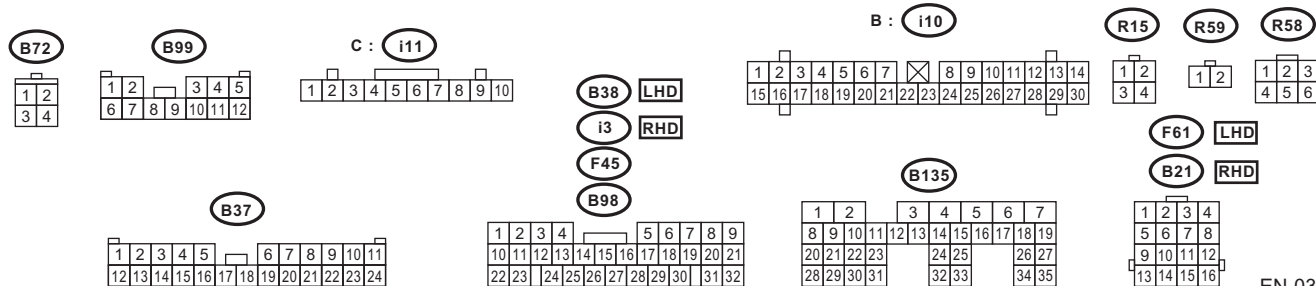 B72
1 2
3 4
B99
1 2 3 4 5
6 7 8 9 10 11 12
C : i11
1 2 3 4 5 6 7 8 9 10
B38 LHD
i3 RHD
F45
B98
1 2 3 4 5 6 7 8 9
10 11 12 13 14 15 16 17 18 19 20 21
22 23 24 25 26 27 28 29 30 31 32
B : i10
1 2 3 4 5 6 7 8 9 10 11 12 13 14
15 16 17 18 19 20 21 22 23 24 25 26 27 28 29 30
R15
1 2
3 4
R59
1 2
R58
1 2 3
4 5 6
B37
1 2 3 4 5 6 7 8 9 10 11
12 13 14 15 16 17 18 19 20 21 22 23 24
B135
1 2 3 4 5 6 7
8 9 10 11 12 13 14 15 16 17 18 19
20 21 22 23 24 25 26 27
28 29 30 31 32 33 34 35
F61 LHD
B21 RHD
1 2 3 4
5 6 7 8
9 10 11 12
13 14 15 16